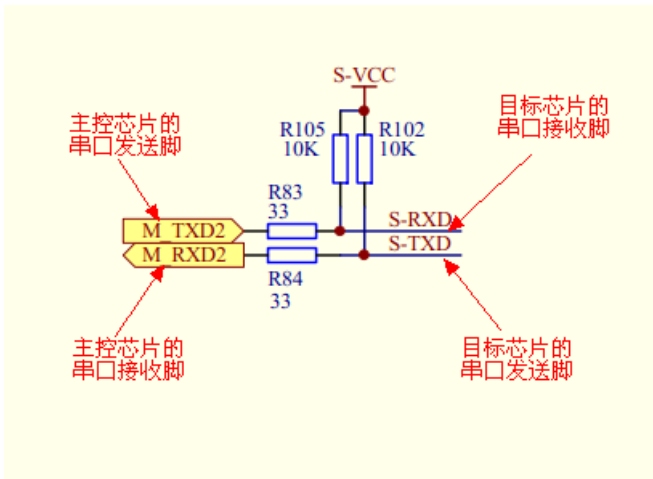 S-VCC
主控芯片的
串口发送脚
目标芯片的
串口接收脚
R105
10K
R102
10K
R83
33
M_TXD2
S-RXD
M_RXD2
S-TXD
R84
33
主控芯片的
串口接收脚
目标芯片的
串口发送脚